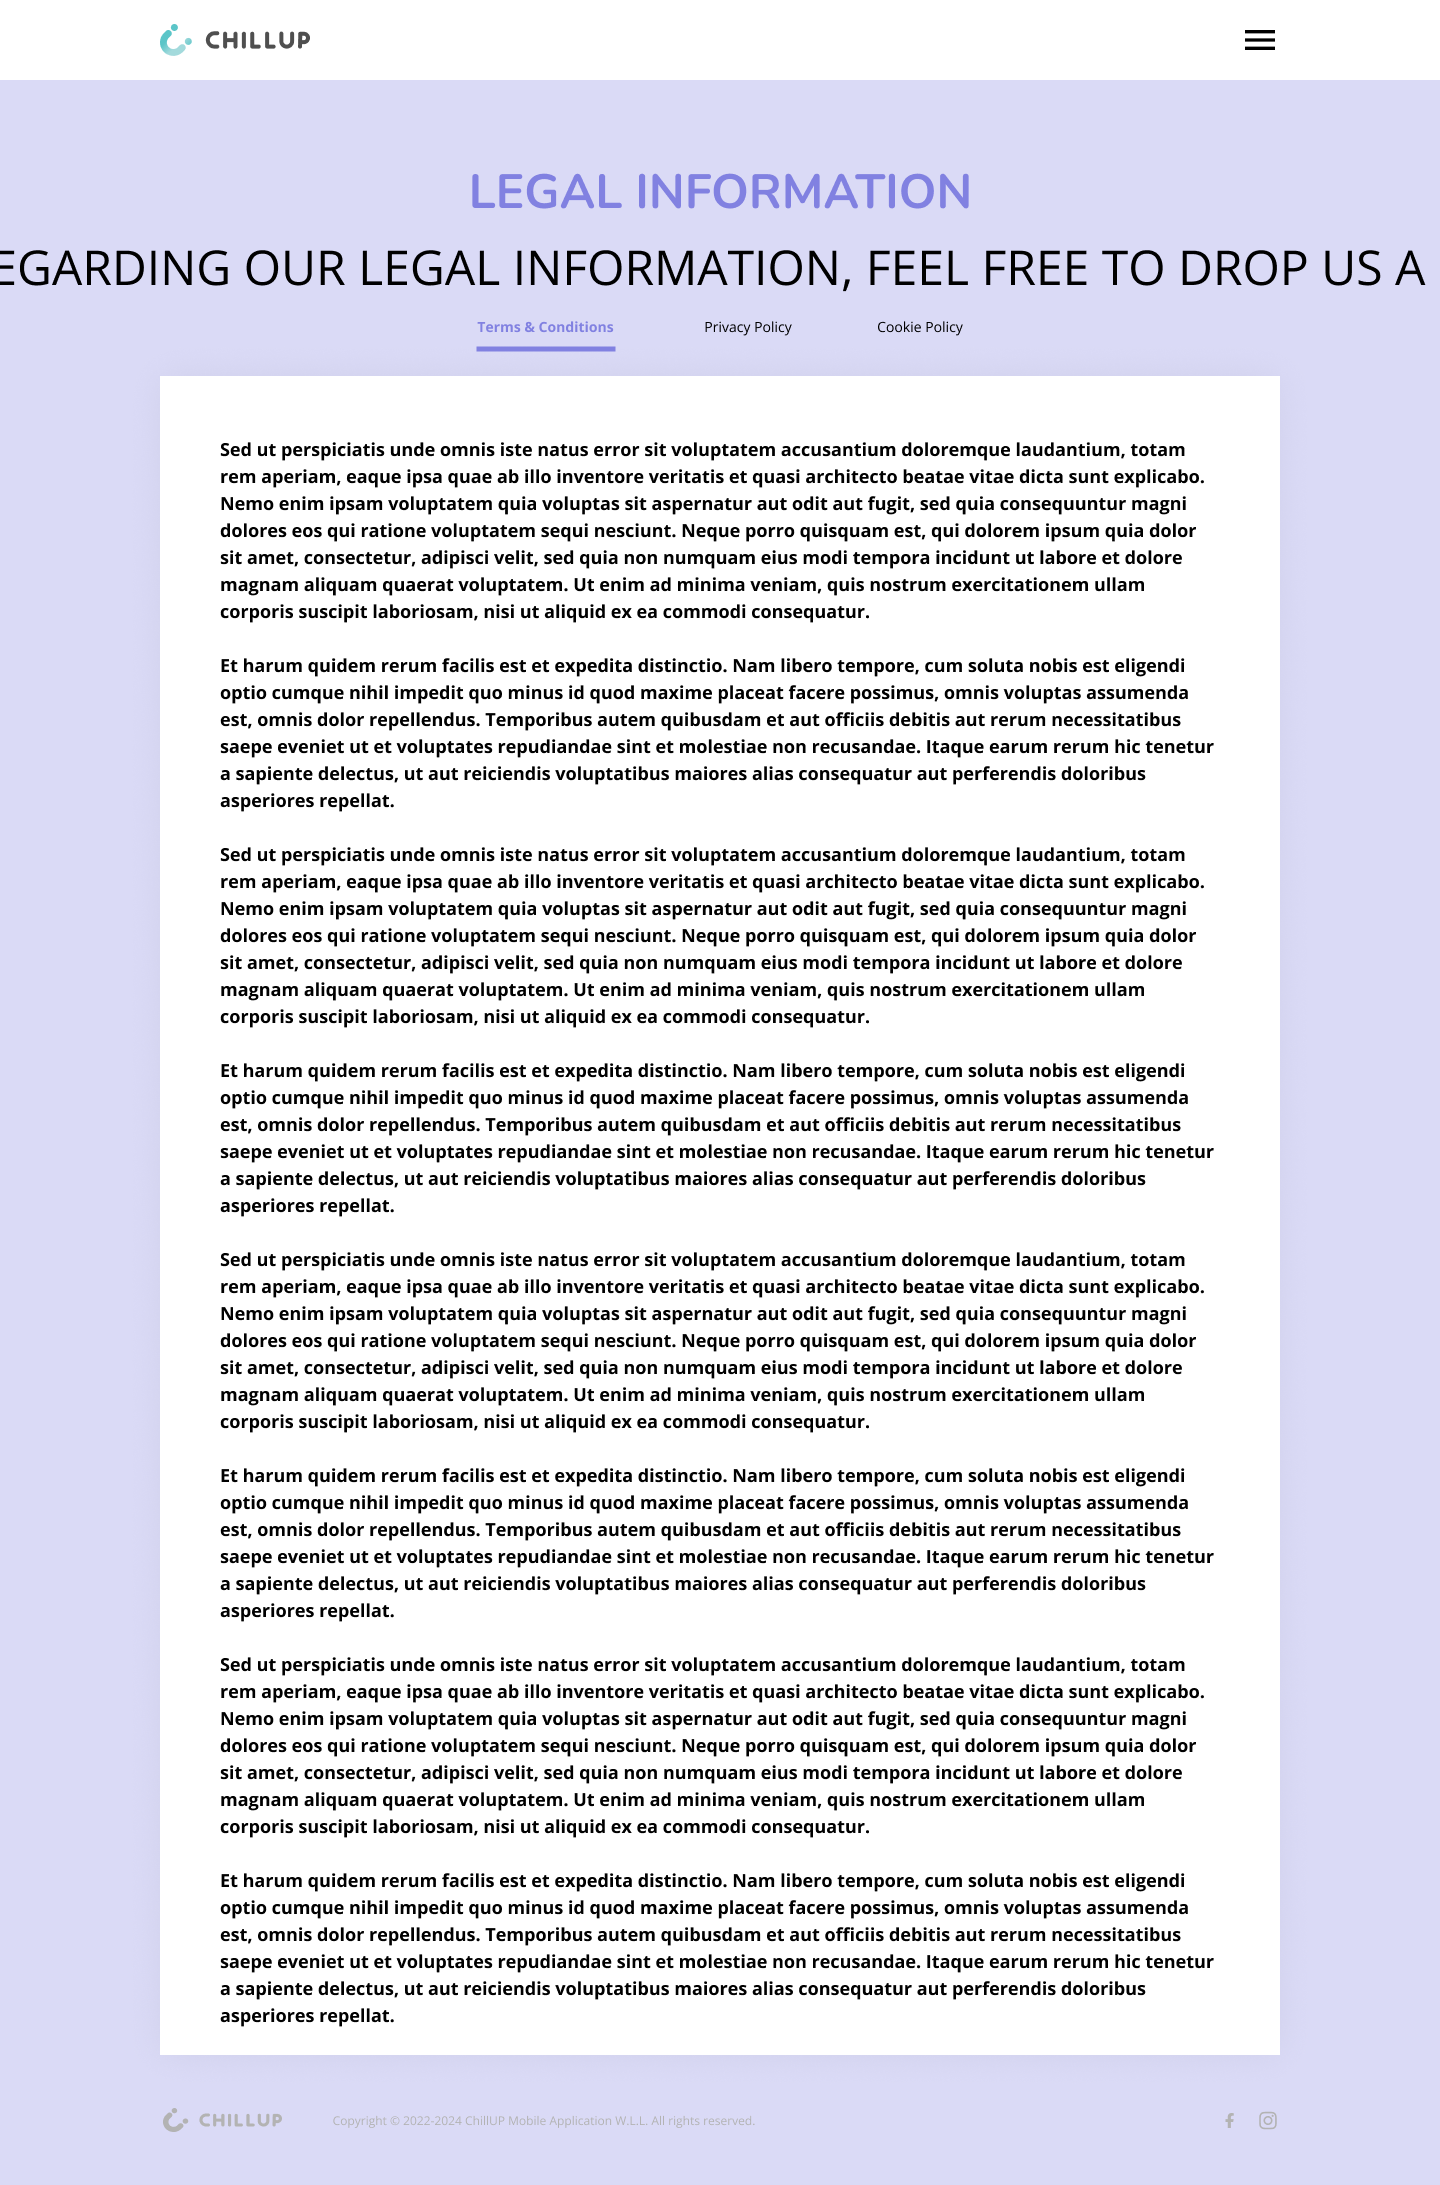 CHILLUP
LEGAL INFORMATION
EGARDING OUR LEGAL INFORMATION, FEEL FREE TO DROP US A
Terms & Conditions Privacy Policy Cookie Policy
Sed ut perspiciatis unde omnis iste natus error sit voluptatem accusantium doloremque laudantium, totam
rem aperiam, eaque ipsa quae ab illo inventore veritatis et quasi architecto beatae vitae dicta sunt explicabo.
Nemo enim ipsam voluptatem quia voluptas sit aspernatur aut odit aut fugit, sed quia consequuntur magni
dolores eos qui ratione voluptatem sequi nesciunt. Neque porro quisquam est, qui dolorem ipsum quia dolor
sit amet, consectetur, adipisci velit, sed quia non numquam eius modi tempora incidunt ut labore et dolore
magnam aliquam quaerat voluptatem. Ut enim ad minima veniam, quis nostrum exercitationem ullam
corporis suscipit laboriosam, nisi ut aliquid ex ea commodi consequatur.
Et harum quidem rerum facilis est et expedita distinctio. Nam libero tempore, cum soluta nobis est eligendi
optio cumque nihil impedit quo minus id quod maxime placeat facere possimus, omnis voluptas assumenda
est, omnis dolor repellendus. Temporibus autem quibusdam et aut officiis debitis aut rerum necessitatibus
saepe eveniet ut et voluptates repudiandae sint et molestiae non recusandae. Itaque earum rerum hic tenetur
a sapiente delectus, ut aut reiciendis voluptatibus maiores alias consequatur aut perferendis doloribus
asperiores repellat.
Sed ut perspiciatis unde omnis iste natus error sit voluptatem accusantium doloremque laudantium, totam
rem aperiam, eaque ipsa quae ab illo inventore veritatis et quasi architecto beatae vitae dicta sunt explicabo.
Nemo enim ipsam voluptatem quia voluptas sit aspernatur aut odit aut fugit, sed quia consequuntur magni
dolores eos qui ratione voluptatem sequi nesciunt. Neque porro quisquam est, qui dolorem ipsum quia dolor
sit amet, consectetur, adipisci velit, sed quia non numquam eius modi tempora incidunt ut labore et dolore
magnam aliquam quaerat voluptatem. Ut enim ad minima veniam, quis nostrum exercitationem ullam
corporis suscipit laboriosam, nisi ut aliquid ex ea commodi consequatur.
Et harum quidem rerum facilis est et expedita distinctio. Nam libero tempore, cum soluta nobis est eligendi
optio cumque nihil impedit quo minus id quod maxime placeat facere possimus, omnis voluptas assumenda
est, omnis dolor repellendus. Temporibus autem quibusdam et aut officiis debitis aut rerum necessitatibus
saepe eveniet ut et voluptates repudiandae sint et molestiae non recusandae. Itaque earum rerum hic tenetur
a sapiente delectus, ut aut reiciendis voluptatibus maiores alias consequatur aut perferendis doloribus
asperiores repellat.
Sed ut perspiciatis unde omnis iste natus error sit voluptatem accusantium doloremque laudantium, totam
rem aperiam, eaque ipsa quae ab illo inventore veritatis et quasi architecto beatae vitae dicta sunt explicabo.
Nemo enim ipsam voluptatem quia voluptas sit aspernatur aut odit aut fugit, sed quia consequuntur magni
dolores eos qui ratione voluptatem sequi nesciunt. Neque porro quisquam est, qui dolorem ipsum quia dolor
sit amet, consectetur, adipisci velit, sed quia non numquam eius modi tempora incidunt ut labore et dolore
magnam aliquam quaerat voluptatem. Ut enim ad minima veniam, quis nostrum exercitationem ullam
corporis suscipit laboriosam, nisi ut aliquid ex ea commodi consequatur.
Et harum quidem rerum facilis est et expedita distinctio. Nam libero tempore, cum soluta nobis est eligendi
optio cumque nihil impedit quo minus id quod maxime placeat facere possimus, omnis voluptas assumenda
est, omnis dolor repellendus. Temporibus autem quibusdam et aut officiis debitis aut rerum necessitatibus
saepe eveniet ut et voluptates repudiandae sint et molestiae non recusandae. Itaque earum rerum hic tenetur
a sapiente delectus, ut aut reiciendis voluptatibus maiores alias consequatur aut perferendis doloribus
asperiores repellat.
Sed ut perspiciatis unde omnis iste natus error sit voluptatem accusantium doloremque laudantium, totam
rem aperiam, eaque ipsa quae ab illo inventore veritatis et quasi architecto beatae vitae dicta sunt explicabo.
Nemo enim ipsam voluptatem quia voluptas sit aspernatur aut odit aut fugit, sed quia consequuntur magni
dolores eos qui ratione voluptatem sequi nesciunt. Neque porro quisquam est, qui dolorem ipsum quia dolor
sit amet, consectetur, adipisci velit, sed quia non numquam eius modi tempora incidunt ut labore et dolore
magnam aliquam quaerat voluptatem. Ut enim ad minima veniam, quis nostrum exercitationem ullam
corporis suscipit laboriosam, nisi ut aliquid ex ea commodi consequatur.
Et harum quidem rerum facilis est et expedita distinctio. Nam libero tempore, cum soluta nobis est eligendi
optio cumque nihil impedit quo minus id quod maxime placeat facere possimus, omnis voluptas assumenda
est, omnis dolor repellendus. Temporibus autem quibusdam et aut officiis debitis aut rerum necessitatibus
saepe eveniet ut et voluptates repudiandae sint et molestiae non recusandae. Itaque earum rerum hic tenetur
a sapiente delectus, ut aut reiciendis voluptatibus maiores alias consequatur aut perferendis doloribus
asperiores repellat.
CHILLUP Copyright © 2022-2024 ChillUP Mobile Application W.L.L. All rights reserved.